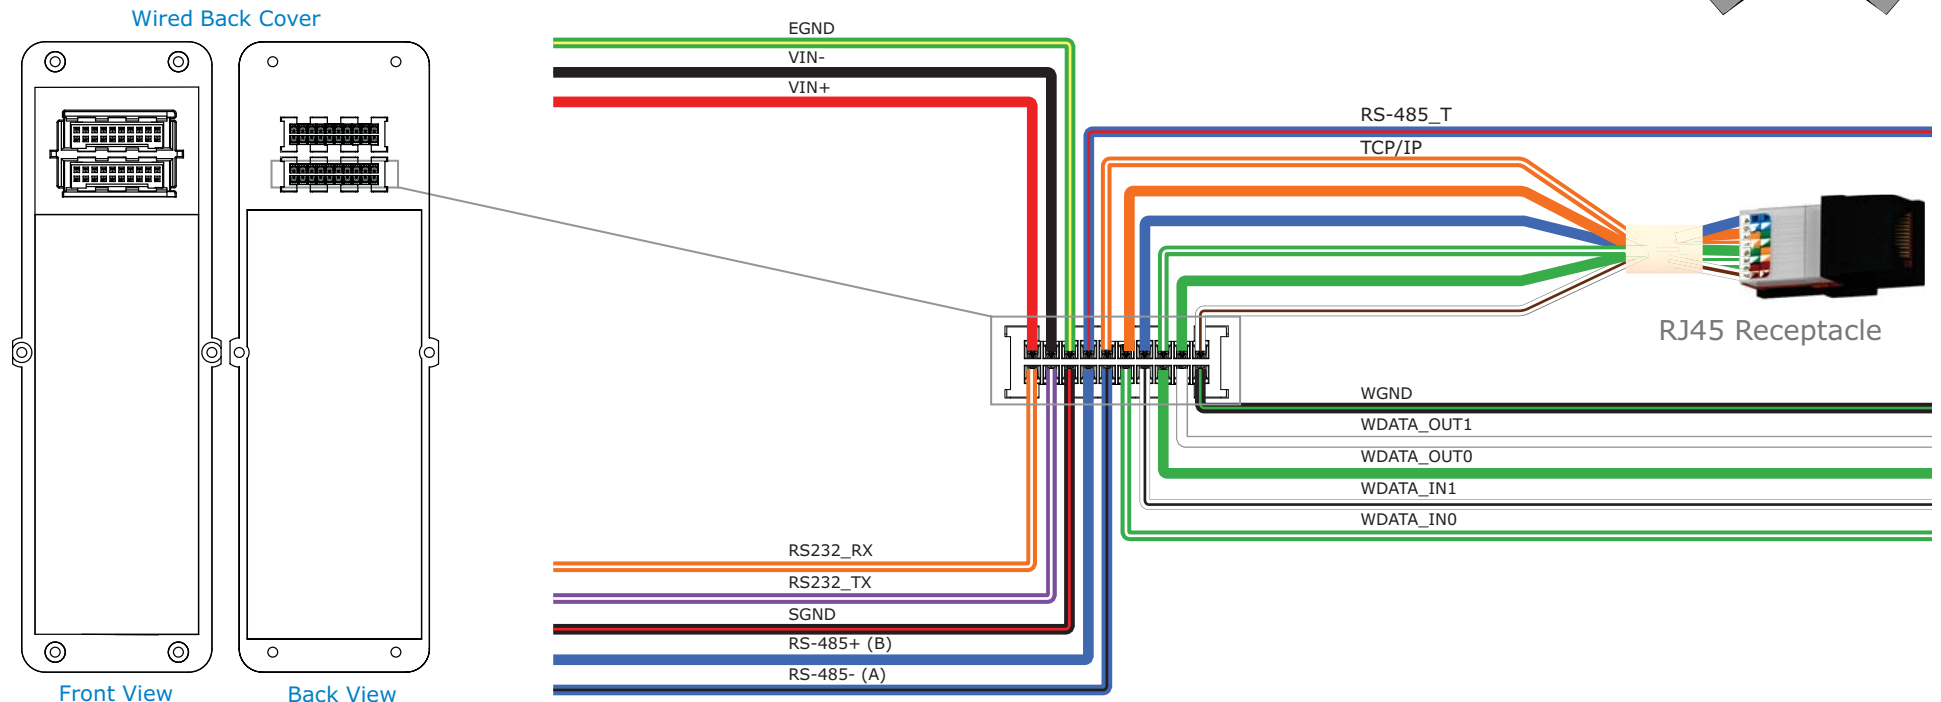 Wired Back Cover
Front View
Back View
EGND
VIN-
VIN+
RS-485_T
TCP/IP
RJ45 Receptacle
WGND
WDATA_OUT1
WDATA_OUT0
WDATA_IN1
WDATA_IN0
RS232_RX
RS232_TX
SGND
RS-485+ (B)
RS-485- (A)